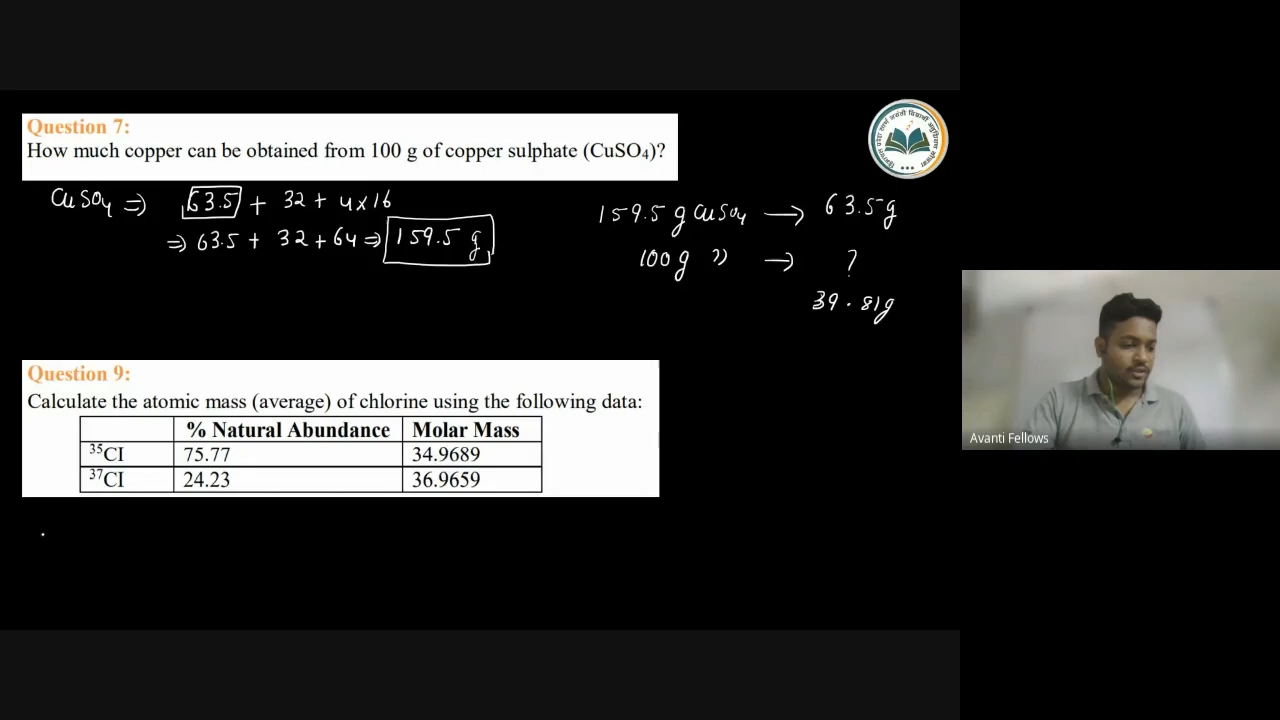 Question 7:
How much copper can be obtained from 100 g of copper sulphate (CuSO₄)?
CuSO₄ ⇒ 63.5 + 32 + 4 × 16
⇒ 63.5 + 32 + 64 ⇒ 159.5 g
159.5 g CuSO₄ → 63.5 g
100 g " → ?
39.81 g
Question 9:
Calculate the atomic mass (average) of chlorine using the following data:
% Natural Abundance Molar Mass
³⁵Cl 75.77 34.9689
³⁷Cl 24.23 36.9659
Avanti Fellows